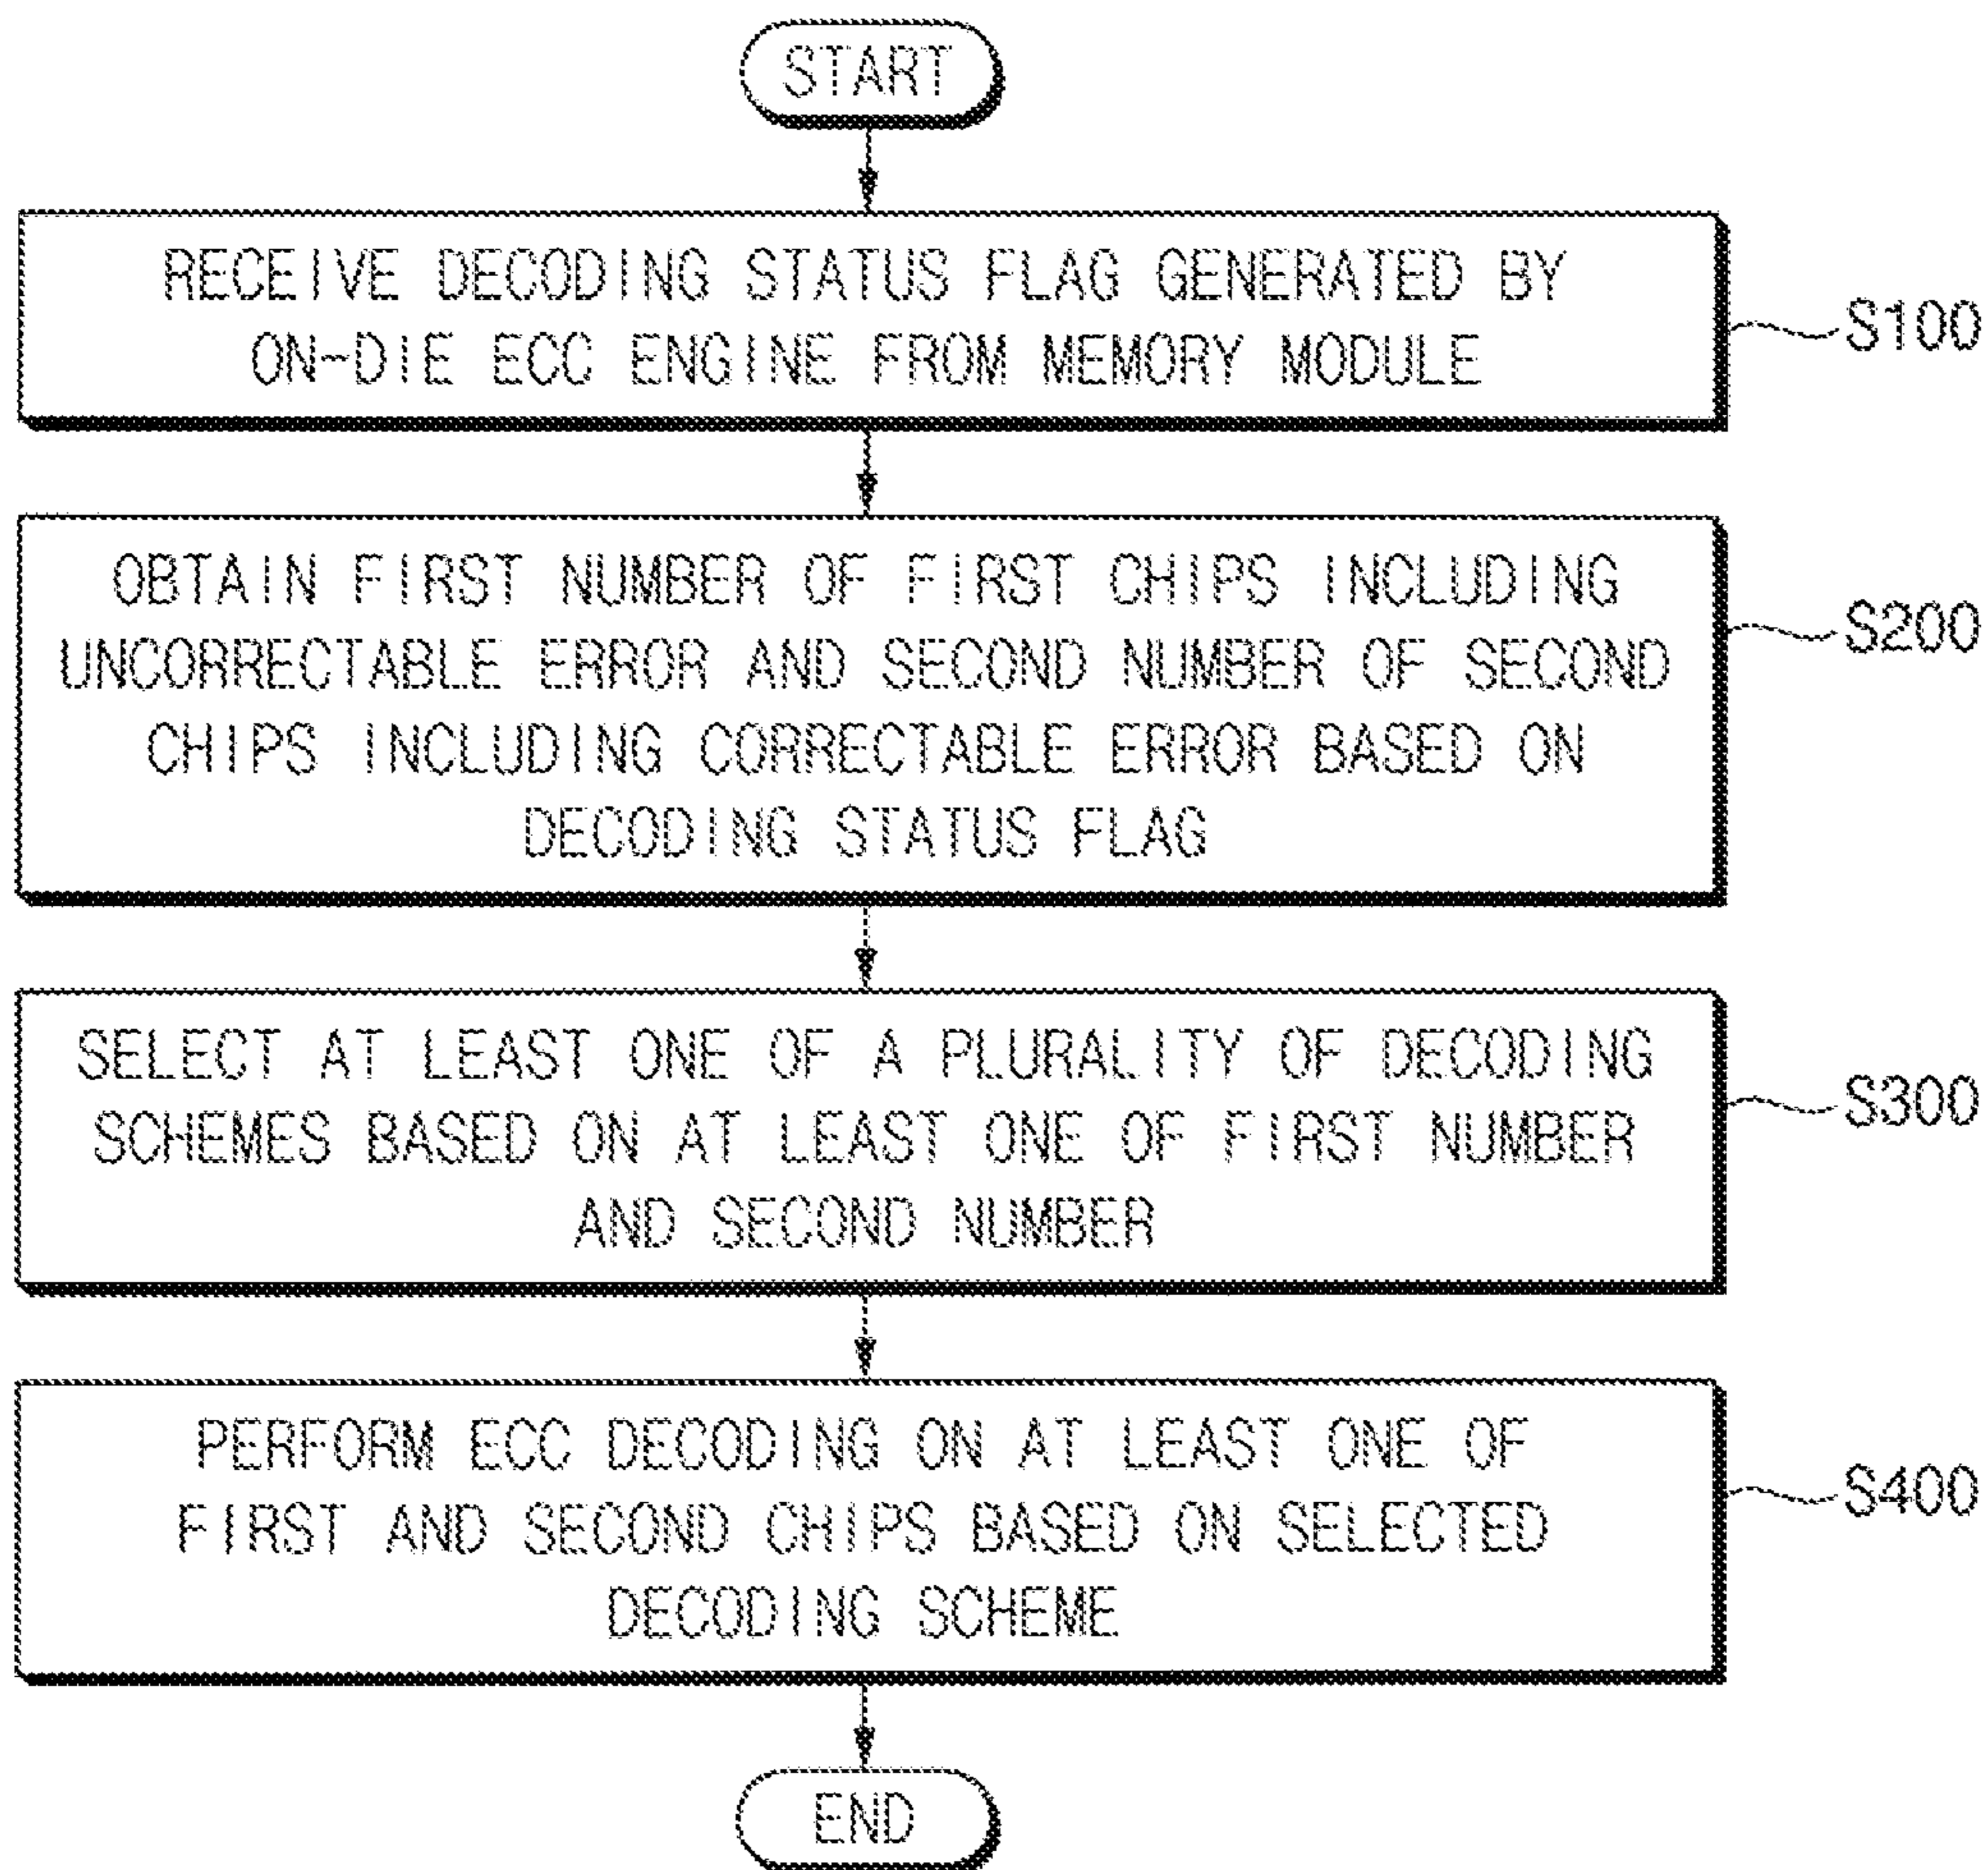 START
RECEIVE DECODING STATUS FLAG GENERATED BY
ON-DIE ECC ENGINE FROM MEMORY MODULE
S100
OBTAIN FIRST NUMBER OF FIRST CHIPS INCLUDING
UNCORRECTABLE ERROR AND SECOND NUMBER OF SECOND
CHIPS INCLUDING CORRECTABLE ERROR BASED ON
DECODING STATUS FLAG
S200
SELECT AT LEAST ONE OF A PLURALITY OF DECODING
SCHEMES BASED ON AT LEAST ONE OF FIRST NUMBER
AND SECOND NUMBER
S300
PERFORM ECC DECODING ON AT LEAST ONE OF
FIRST AND SECOND CHIPS BASED ON SELECTED
DECODING SCHEME
S400
END